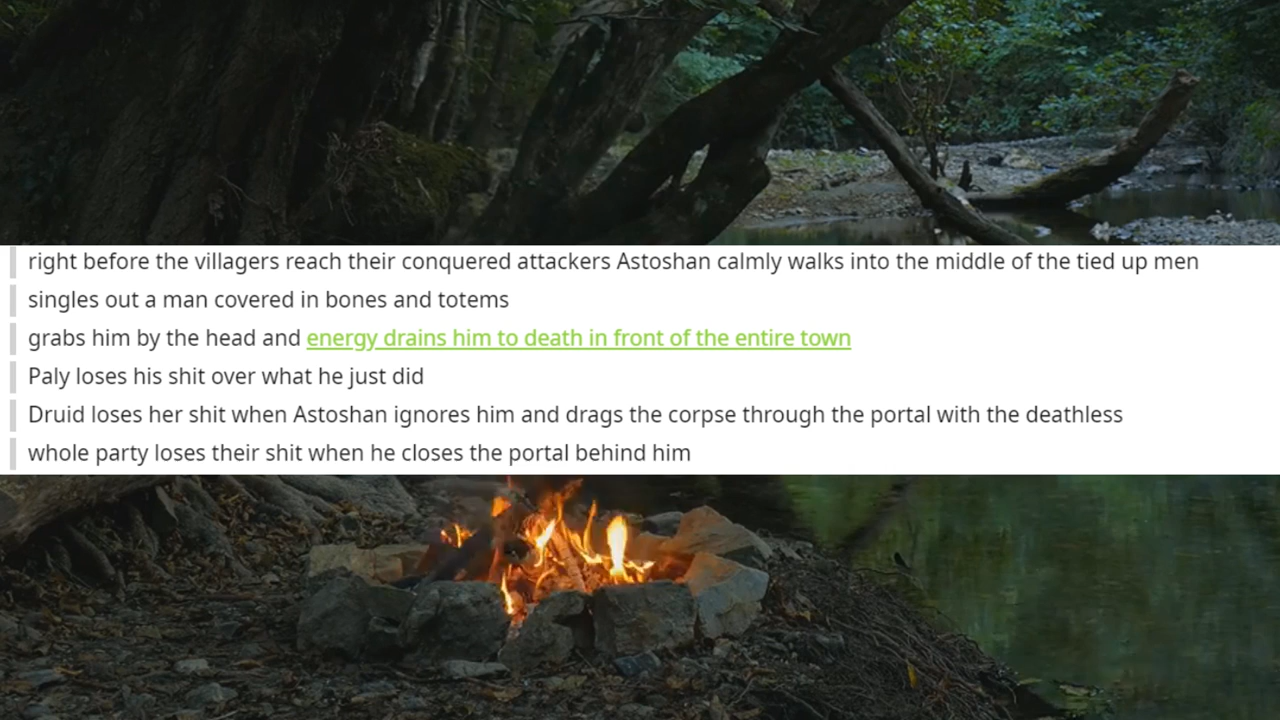 right before the villagers reach their conquered attackers Astoshan calmly walks into the middle of the tied up men
singles out a man covered in bones and totems
grabs him by the head and energy drains him to death in front of the entire town
Paly loses his shit over what he just did
Druid loses her shit when Astoshan ignores him and drags the corpse through the portal with the deathless
whole party loses their shit when he closes the portal behind him